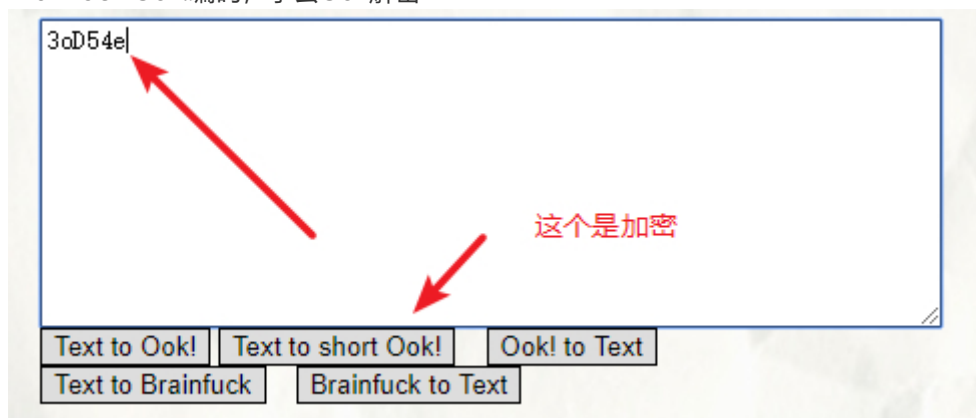 3oD54e
这个是加密
Text to Ook! Text to short Ook! Ook! to Text
Text to Brainfuck Brainfuck to Text